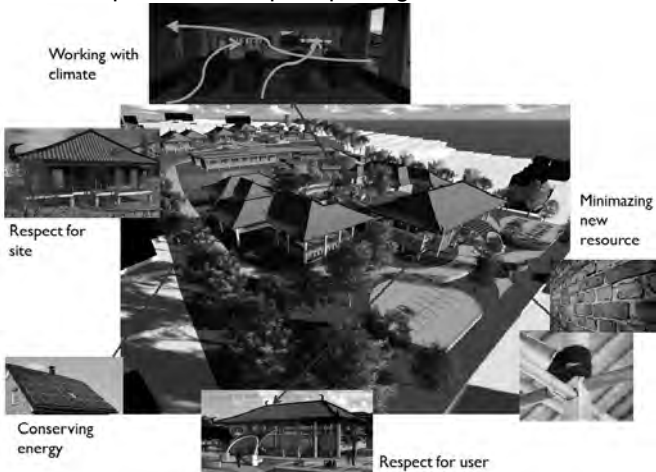 Working with
climate
Respect for
site
Minimazing
new
resource
Conserving
energy
Respect for user